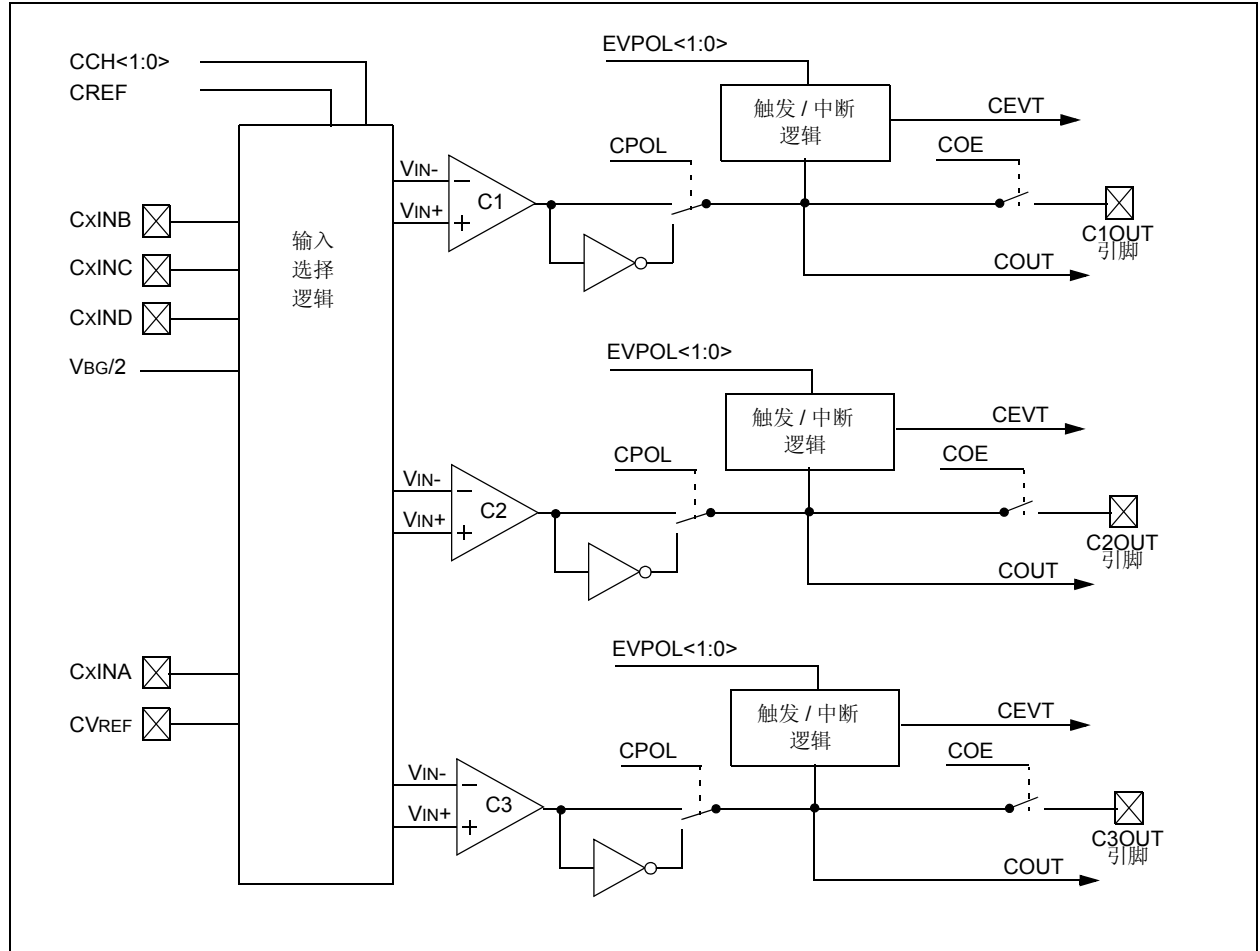 CCH<1:0>
CREF
CXINB
CXINC
CXIND
VBG/2
CXINA
CVREF
输入
选择
逻辑
EVPOL<1:0>
触发 / 中断
逻辑
CEVT
CPOL
COE
VIN-
VIN+
C1
C1OUT
引脚
COUT
EVPOL<1:0>
触发 / 中断
逻辑
CEVT
CPOL
COE
VIN-
VIN+
C2
C2OUT
引脚
COUT
EVPOL<1:0>
触发 / 中断
逻辑
CEVT
CPOL
COE
VIN-
VIN+
C3
C3OUT
引脚
COUT